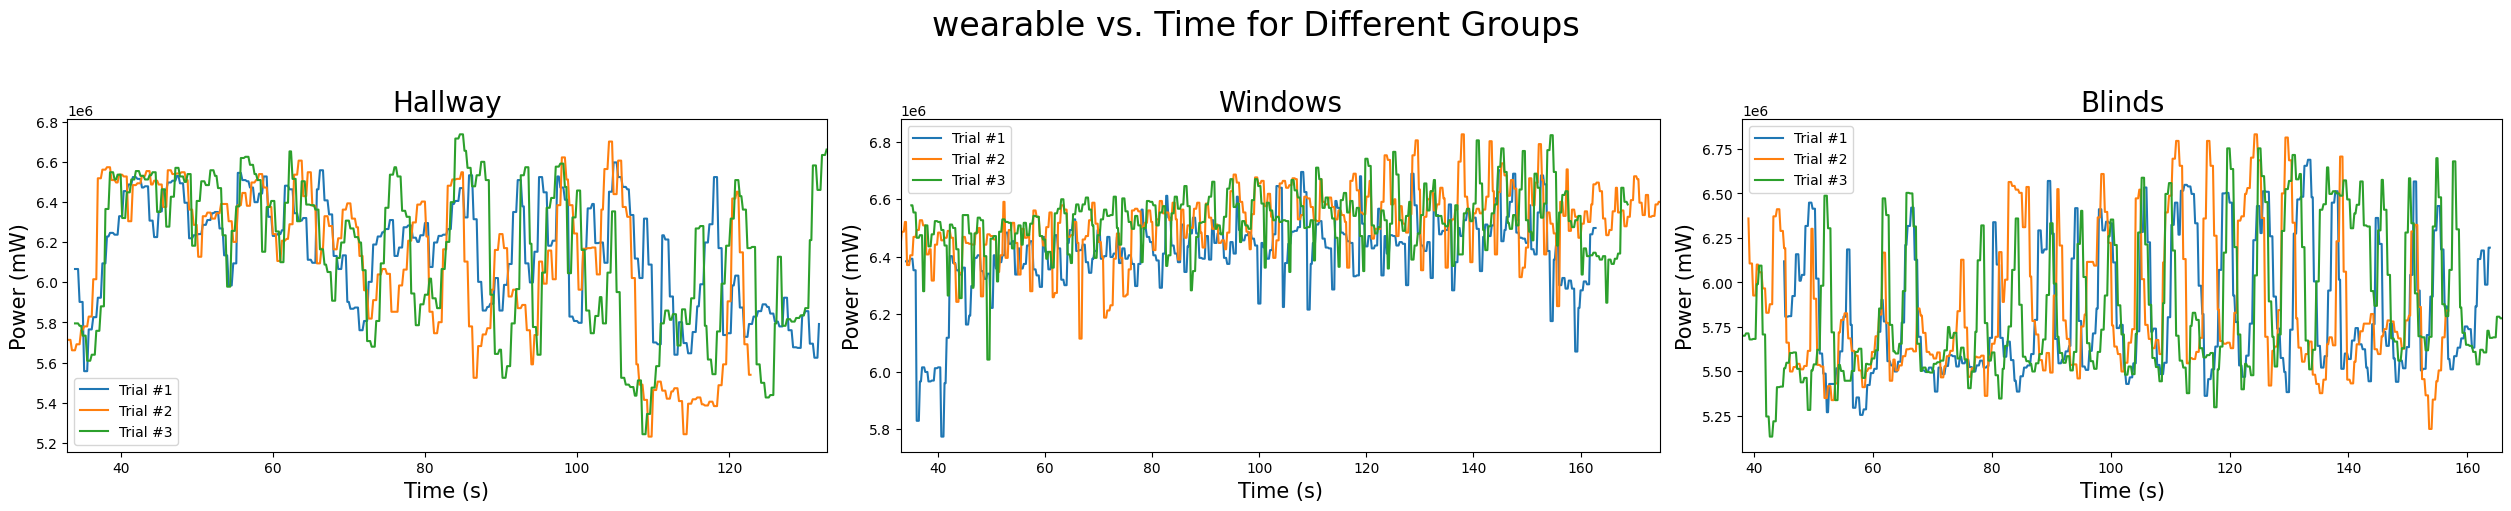 wearable vs. Time for Different Groups
Hallway
1e6
6.8
6.6
6.4
6.2
6.0
5.8
5.6
5.4
5.2
Power (mW)
Trial #1
Trial #2
Trial #3
40 60 80 100 120
Time (s)
Windows
1e6
6.8
6.6
6.4
6.2
6.0
5.8
Power (mW)
Trial #1
Trial #2
Trial #3
40 60 80 100 120 140 160
Time (s)
Blinds
1e6
6.75
6.50
6.25
6.00
5.75
5.50
5.25
Power (mW)
Trial #1
Trial #2
Trial #3
40 60 80 100 120 140 160
Time (s)